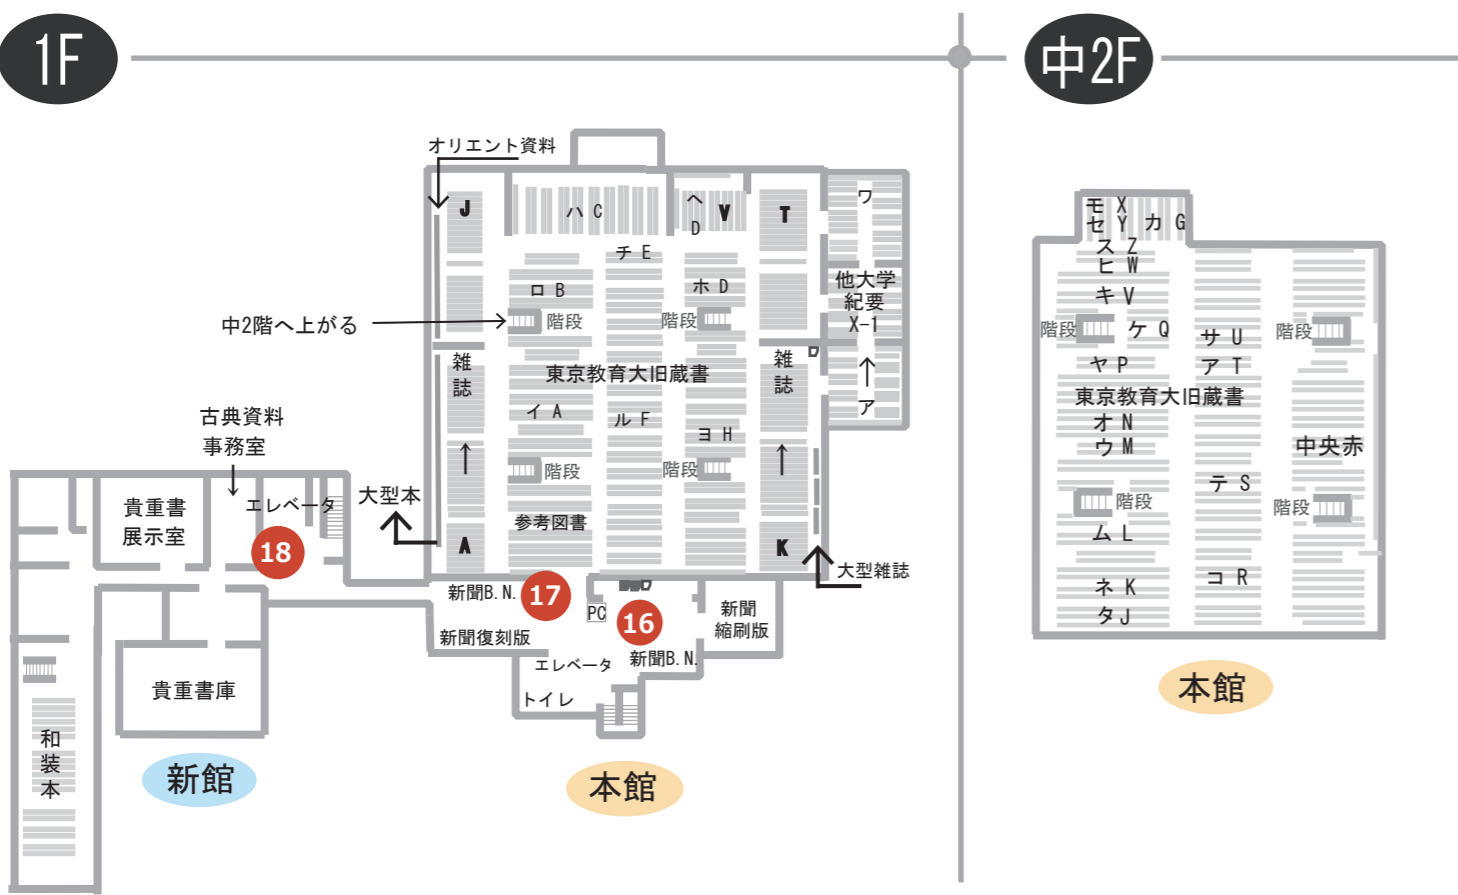 1F
中2F
オリエント資料
J
ハ C
ヘ
D
V
T
ワ
チ E
ロ B
ホ D
他大学
紀要
X-1
中2階へ上がる
階段
階段
雑誌
東京教育大旧蔵書
雑誌
イ A
ル F
ヨ H
ア
階段
階段
古典資料
事務室
エレベータ
大型本
貴重書
展示室
18
参考図書
A
K
大型雑誌
新聞B.N.
17
PC
16
新聞
縮刷版
新聞復刻版
エレベータ
新聞B.N.
トイレ
貴重書庫
和装本
新館
本館
モ X
セ Y
カ G
ス Z
ヒ W
キ V
階段
ケ Q
サ U
階段
ヤ P
ア T
東京教育大旧蔵書
オ N
ウ M
中央赤
テ S
階段
階段
ム L
コ R
ネ K
タ J
本館